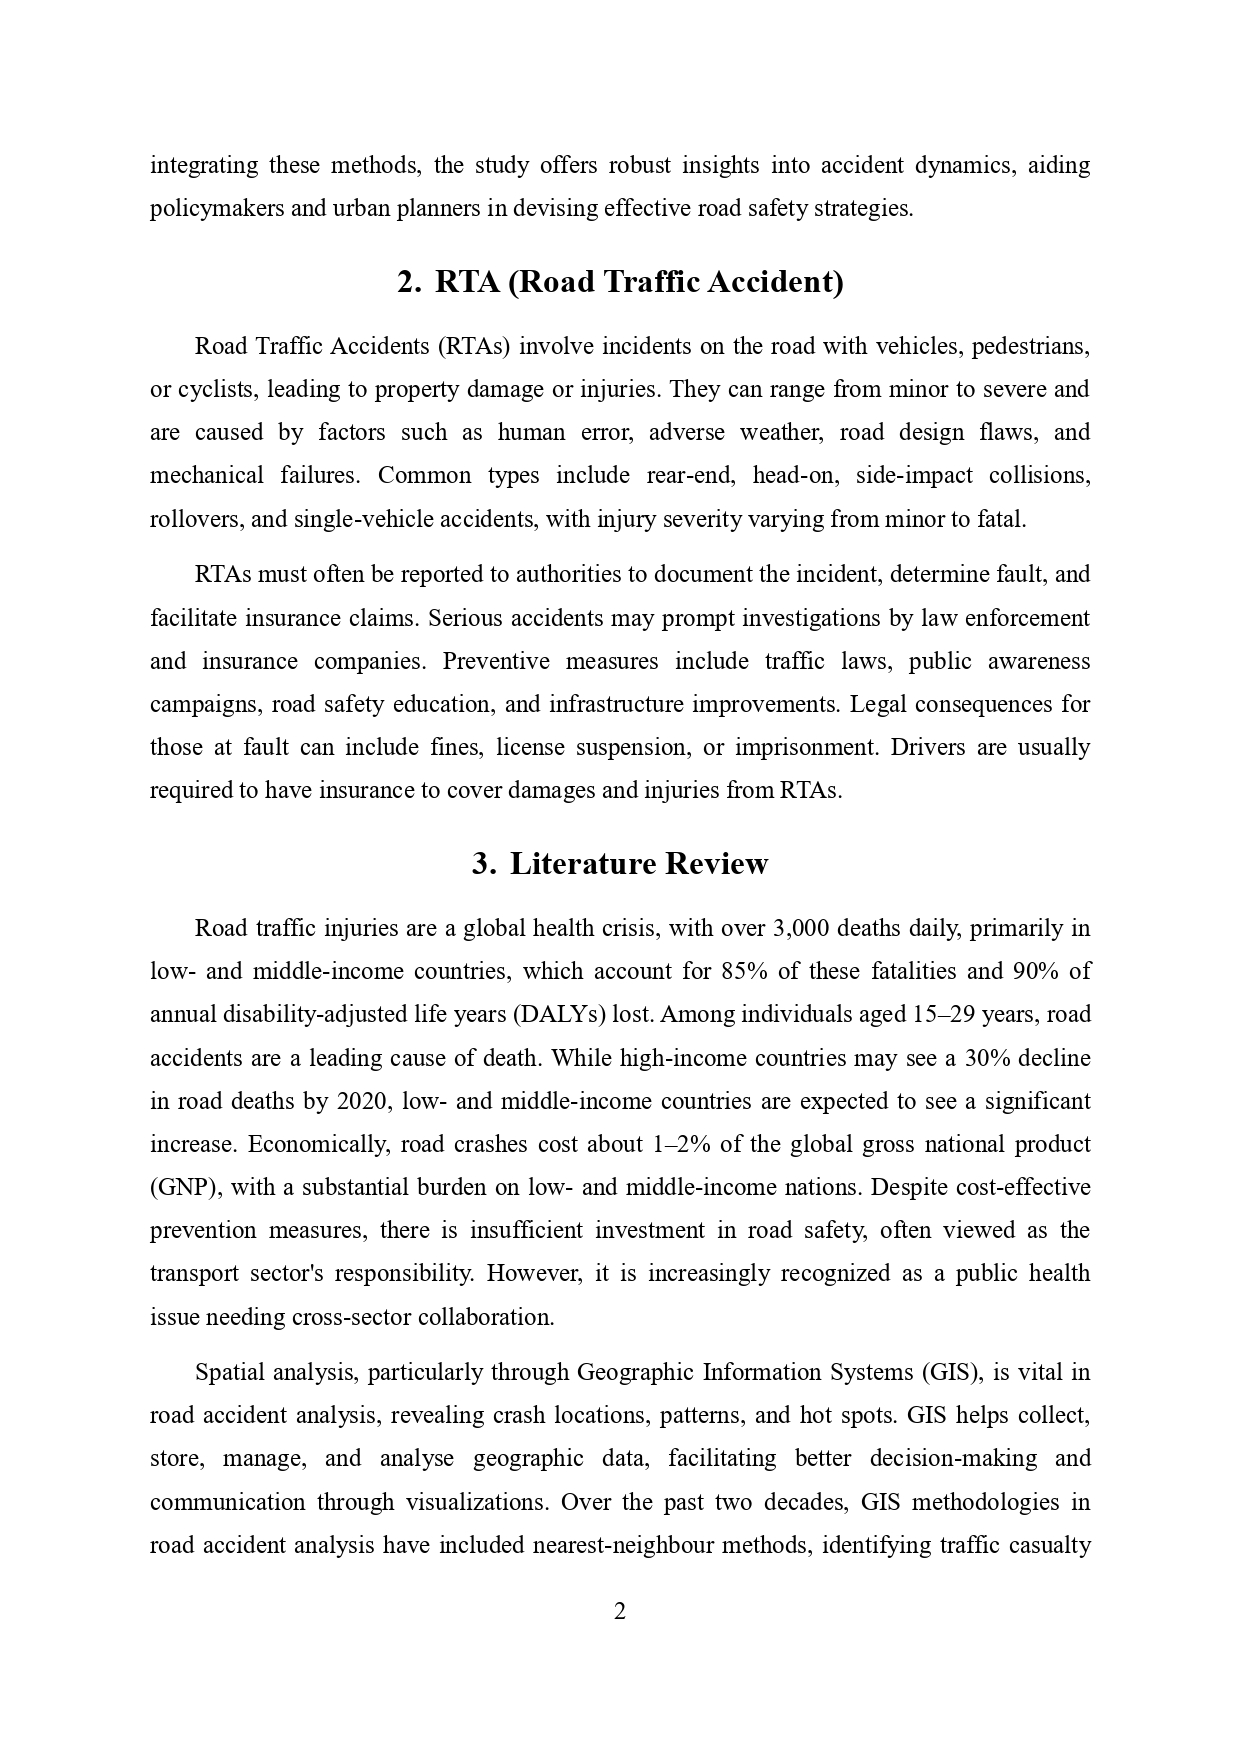 integrating these methods, the study offers robust insights into accident dynamics, aiding
policymakers and urban planners in devising effective road safety strategies.
2. RTA (Road Traffic Accident)
Road Traffic Accidents (RTAs) involve incidents on the road with vehicles, pedestrians,
or cyclists, leading to property damage or injuries. They can range from minor to severe and
are caused by factors such as human error, adverse weather, road design flaws, and
mechanical failures. Common types include rear-end, head-on, side-impact collisions,
rollovers, and single-vehicle accidents, with injury severity varying from minor to fatal.
RTAs must often be reported to authorities to document the incident, determine fault, and
facilitate insurance claims. Serious accidents may prompt investigations by law enforcement
and insurance companies. Preventive measures include traffic laws, public awareness
campaigns, road safety education, and infrastructure improvements. Legal consequences for
those at fault can include fines, license suspension, or imprisonment. Drivers are usually
required to have insurance to cover damages and injuries from RTAs.
3. Literature Review
Road traffic injuries are a global health crisis, with over 3,000 deaths daily, primarily in
low- and middle-income countries, which account for 85% of these fatalities and 90% of
annual disability-adjusted life years (DALYs) lost. Among individuals aged 15–29 years, road
accidents are a leading cause of death. While high-income countries may see a 30% decline
in road deaths by 2020, low- and middle-income countries are expected to see a significant
increase. Economically, road crashes cost about 1–2% of the global gross national product
(GNP), with a substantial burden on low- and middle-income nations. Despite cost-effective
prevention measures, there is insufficient investment in road safety, often viewed as the
transport sector's responsibility. However, it is increasingly recognized as a public health
issue needing cross-sector collaboration.
Spatial analysis, particularly through Geographic Information Systems (GIS), is vital in
road accident analysis, revealing crash locations, patterns, and hot spots. GIS helps collect,
store, manage, and analyse geographic data, facilitating better decision-making and
communication through visualizations. Over the past two decades, GIS methodologies in
road accident analysis have included nearest-neighbour methods, identifying traffic casualty
2